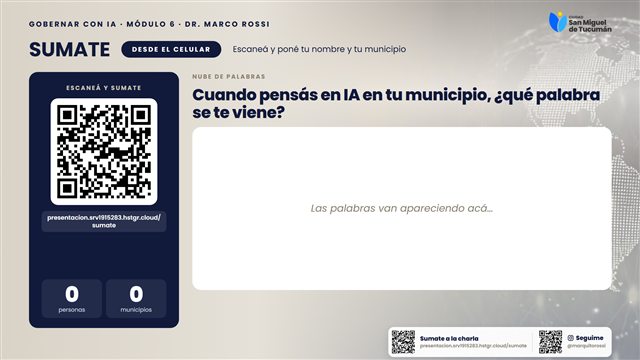 GOBERNAR CON IA · MÓDULO 6 · DR. MARCO ROSSI
Ciudad
San Miguel
de Tucumán
SUMATE
DESDE EL CELULAR
Escaneá y poné tu nombre y tu municipio
ESCANEÁ Y SUMATE
presentacion.srv1915283.hstgr.cloud/
sumate
0
personas
0
municipios
NUBE DE PALABRAS
Cuando pensás en IA en tu municipio, ¿qué palabra
se te viene?
Las palabras van apareciendo acá...
Sumate a la charla
presentacion.srv1915283.hstgr.cloud/sumate
Seguime
@marquitorossi